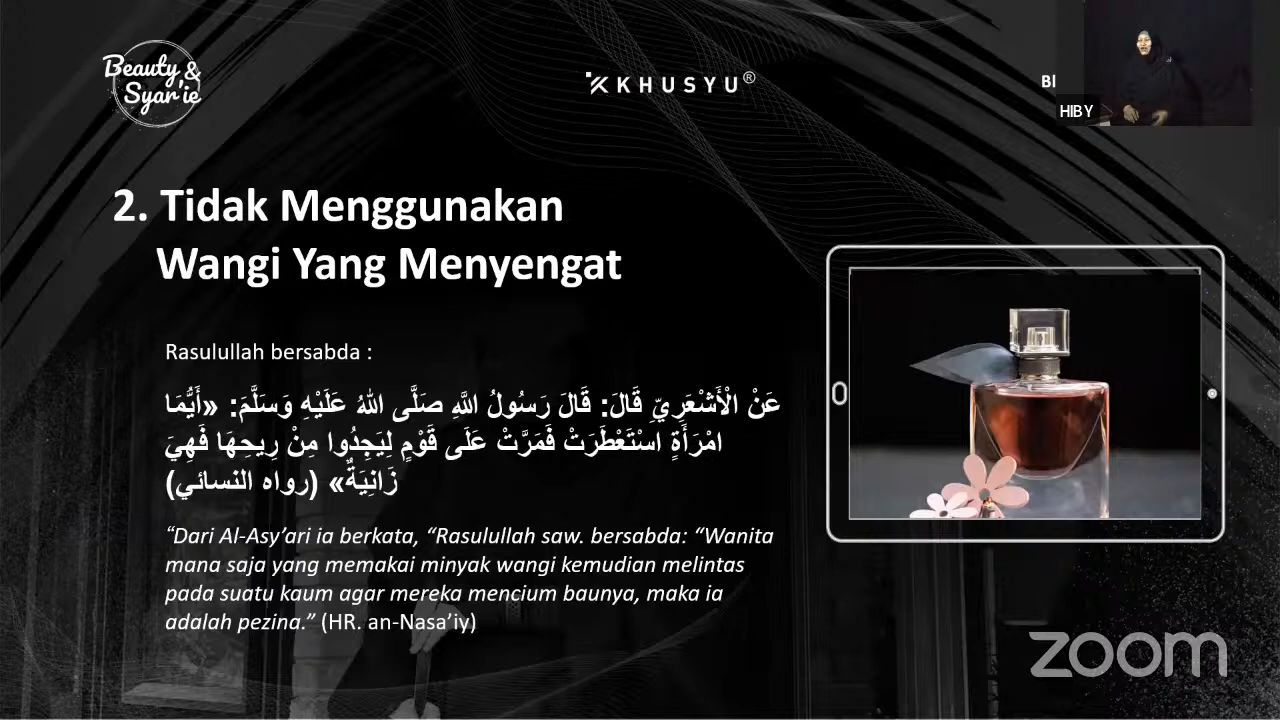 Beauty &
Syar'ie
KHUSYU®
BI
HIBY
2. Tidak Menggunakan
Wangi Yang Menyengat
Rasulullah bersabda :
عَنْ الْأَشْعَرِيِّ قَالَ: قَالَ رَسُولُ اللَّهِ صَلَّى اللهُ عَلَيْهِ وَسَلَّمَ: «أَيُّمَا
امْرَأَةٍ اسْتَعْطَرَتْ فَمَرَّتْ عَلَى قَوْمٍ لِيَجِدُوا مِنْ رِيحِهَا فَهِيَ
زَانِيَةٌ» (رواه النسائي)
“Dari Al-Asy’ari ia berkata, “Rasulullah saw. bersabda: “Wanita
mana saja yang memakai minyak wangi kemudian melintas
pada suatu kaum agar mereka mencium baunya, maka ia
adalah pezina.” (HR. an-Nasa’iy)
zoom